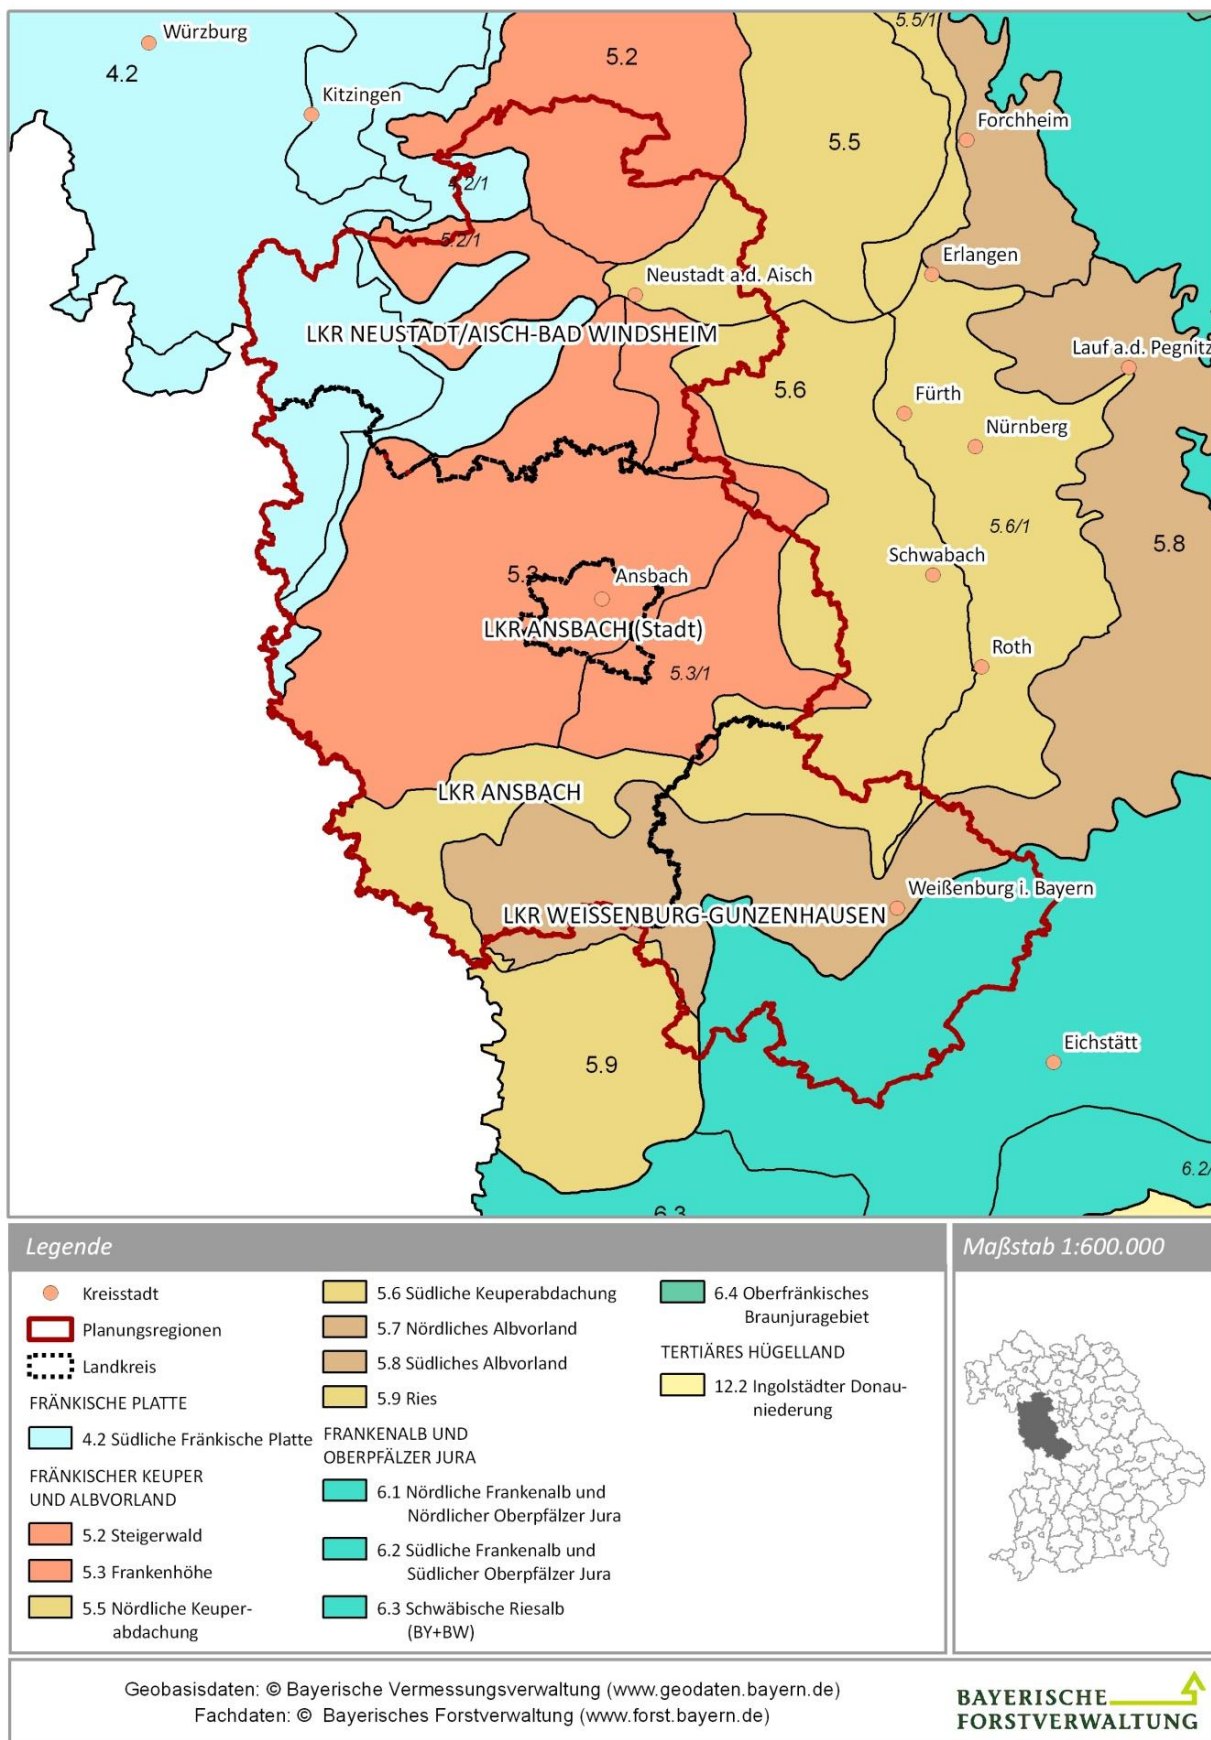 5.5/1
Würzburg
5.2
4.2
Kitzingen
Forchheim
5.5
4.2/1
5.2/1
Erlangen
Neustadt a.d. Aisch
LKR NEUSTADT/AISCH-BAD WINDSHEIM
Lauf a.d. Pegnitz
5.6
Fürth
Nürnberg
5.6/1
5.8
Schwabach
5.3
Ansbach
LKR ANSBACH (Stadt)
Roth
5.3/1
LKR ANSBACH
Weißenburg i. Bayern
LKR WEISSENBURG-GUNZENHAUSEN
Eichstätt
5.9
6.2/
6.3
Legende
Kreisstadt
Planungsregionen
Landkreis
FRÄNKISCHE PLATTE
4.2 Südliche Fränkische Platte
FRÄNKISCHER KEUPER
UND ALBVORLAND
5.2 Steigerwald
5.3 Frankenhöhe
5.5 Nördliche Keuper-
abdachung
5.6 Südliche Keuperabdachung
5.7 Nördliches Albvorland
5.8 Südliches Albvorland
5.9 Ries
FRANKENALB UND
OBERPFÄLZER JURA
6.1 Nördliche Frankenalb und
Nördlicher Oberpfälzer Jura
6.2 Südliche Frankenalb und
Südlicher Oberpfälzer Jura
6.3 Schwäbische Riesalb
(BY+BW)
6.4 Oberfränkisches
Braunjuragebiet
TERTIÄRES HÜGELLAND
12.2 Ingolstädter Donau-
niederung
Maßstab 1:600.000
Geobasisdaten: © Bayerische Vermessungsverwaltung (www.geodaten.bayern.de)
Fachdaten: © Bayerisches Forstverwaltung (www.forst.bayern.de)
BAYERISCHE
FORSTVERWALTUNG